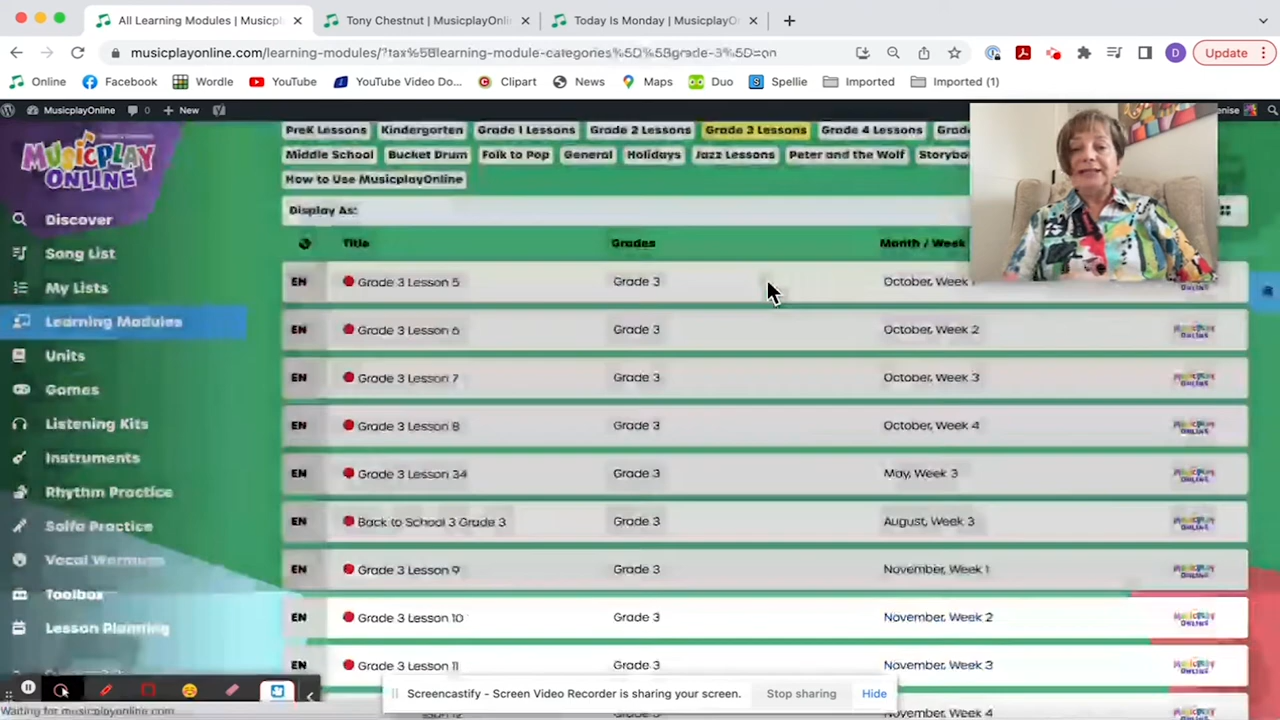 All Learning Modules | Musicpl
Tony Chestnut | MusicplayOnli
Today Is Monday | MusicplayO
musicplayonline.com/learning-modules/?tax%5Blearning-module-categories%5D%5Bgrade-3%5D=on
Update
Online
Facebook
Wordle
YouTube
YouTube Video Do...
Clipart
News
Maps
Duo
Spellie
Imported
Imported (1)
MusicplayOnline
0
New
enise
PreK Lessons
Kindergarten
Grade 1 Lessons
Grade 2 Lessons
Grade 3 Lessons
Grade 4 Lessons
Grad
Middle School
Bucket Drum
Folk to Pop
General
Holidays
Jazz Lessons
Peter and the Wolf
Storybo
How to Use MusicplayOnline
MUSICPLAY
ONLINE
Discover
Song List
My Lists
Learning Modules
Units
Games
Listening Kits
Instruments
Rhythm Practice
Solfa Practice
Vocal Warmups
Toolbox
Lesson Planning
Display As:
Title Grades Month / Week
EN Grade 3 Lesson 5 Grade 3 October, Week
EN Grade 3 Lesson 6 Grade 3 October, Week 2
EN Grade 3 Lesson 7 Grade 3 October, Week 3
EN Grade 3 Lesson 8 Grade 3 October, Week 4
EN Grade 3 Lesson 34 Grade 3 May, Week 3
EN Back to School 3 Grade 3 Grade 3 August, Week 3
EN Grade 3 Lesson 9 Grade 3 November, Week 1
EN Grade 3 Lesson 10 Grade 3 November, Week 2
EN Grade 3 Lesson 11 Grade 3 November, Week 3
November, Week 4
Screencastify - Screen Video Recorder is sharing your screen.
Stop sharing
Hide
Waiting for musicplayonline.com